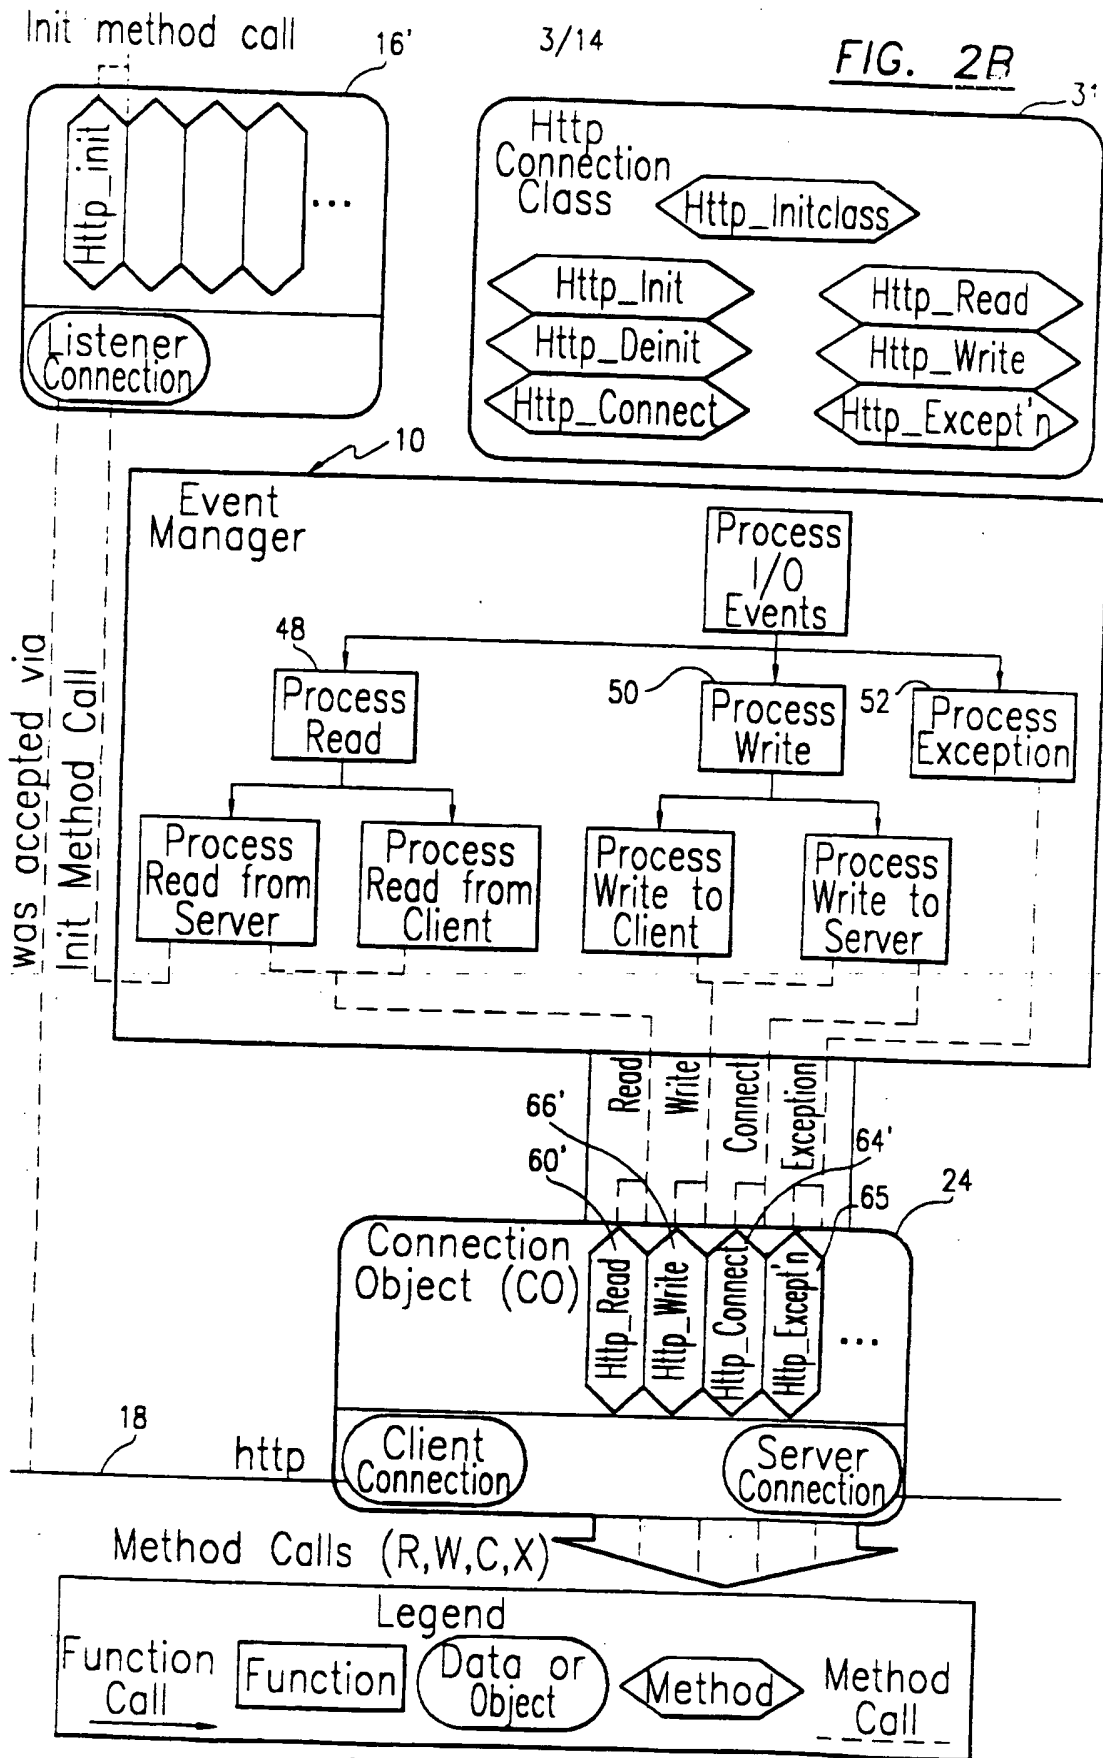 Init method call
16'
3/14
FIG. 2B
3'
Http_init
...
Listener
Connection
Http
Connection
Class
Http_Initclass
Http_Init
Http_Deinit
Http_Connect
Http_Read
Http_Write
Http_Except'n
10
Event
Manager
Process
I/O
Events
48
Process
Read
50
Process
Write
52
Process
Exception
Process
Read from
Server
Process
Read from
Client
Process
Write to
Client
Process
Write to
Server
was accepted via
Init Method Call
Read
Write
Connect
Exception
66'
60'
64'
65
24
Connection
Object (CO)
Http_Read
Http_Write
Http_Connect
Http_Except'n
...
18
http
Client
Connection
Server
Connection
Method Calls (R,W,C,X)
Legend
Function
Call
Function
Data or
Object
Method
Method
Call